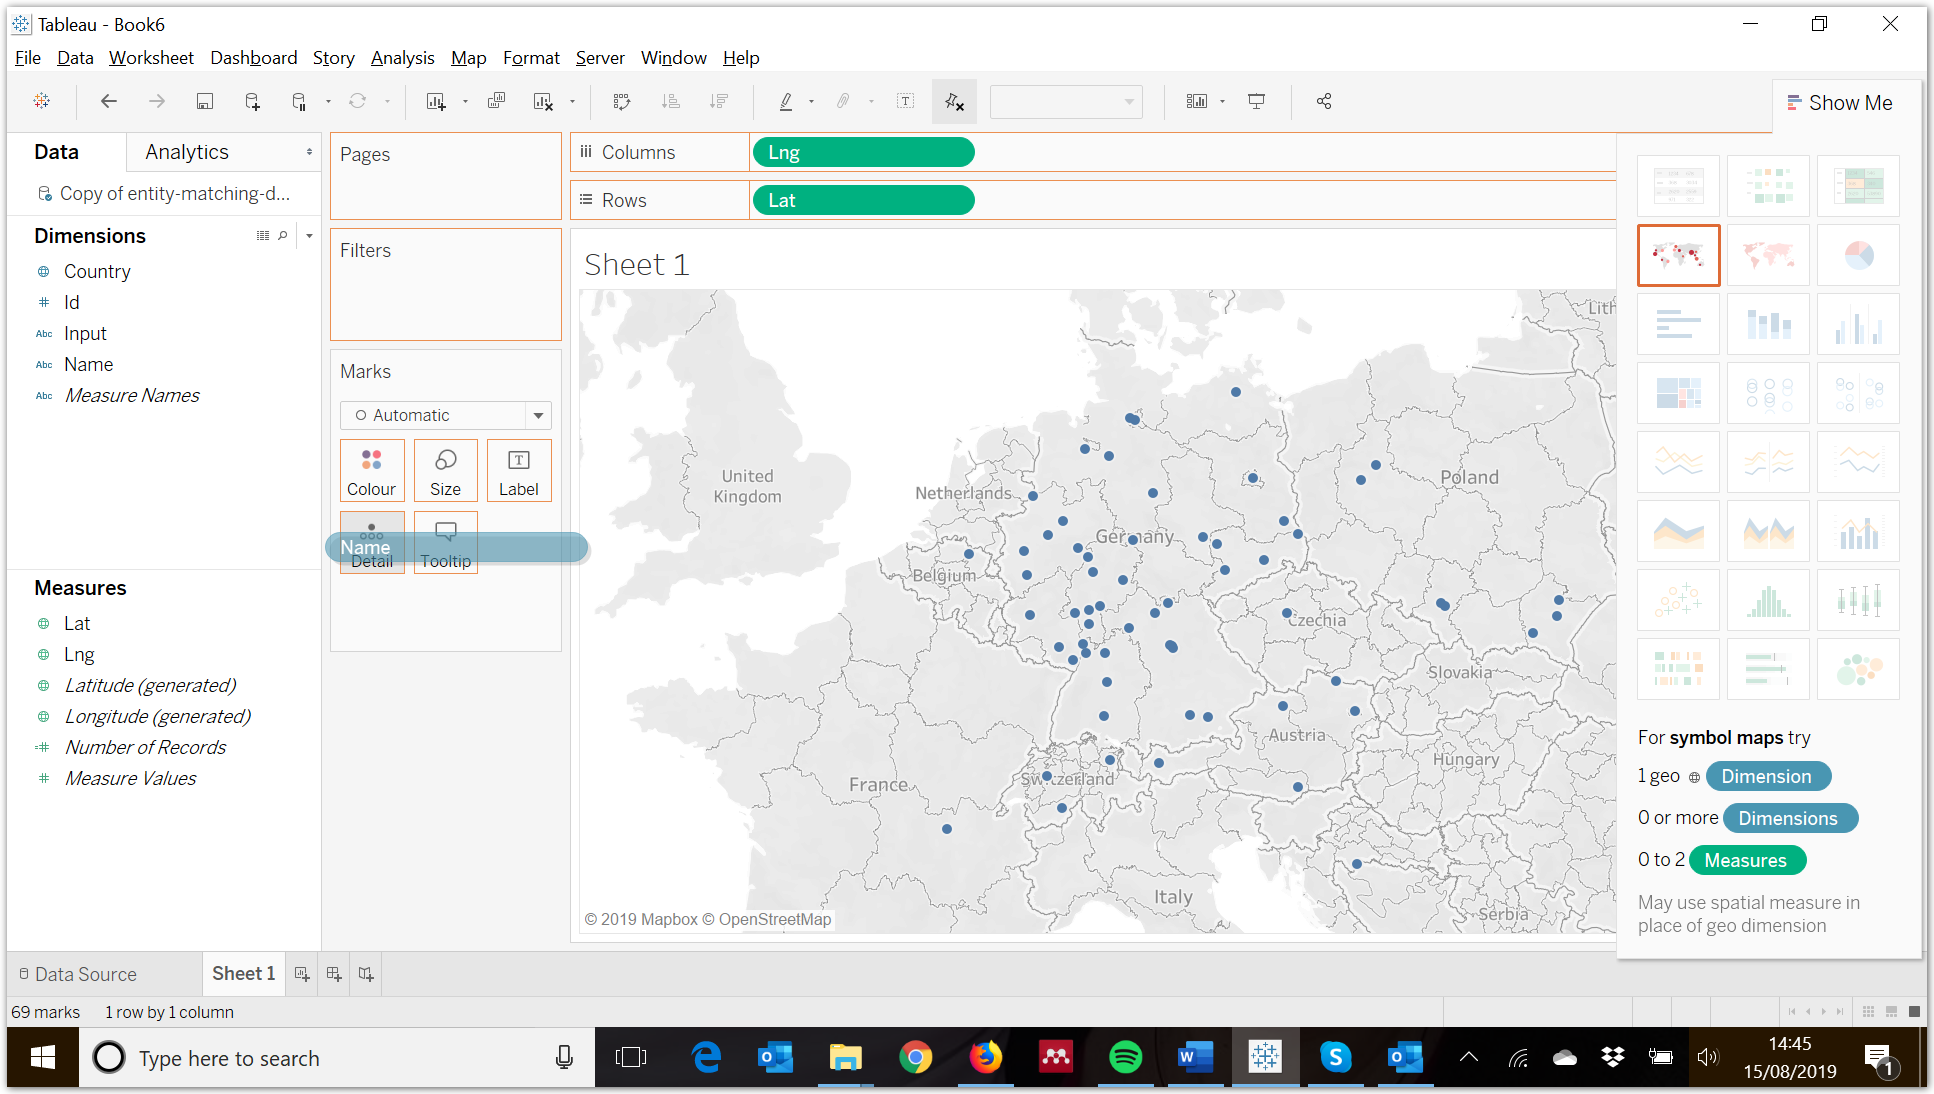 Tableau - Book6
File Data Worksheet Dashboard Story Analysis Map Format Server Window Help
Show Me
Data
Analytics
Copy of entity-matching-d...
Dimensions
Country
Id
Abc Input
Abc Name
Abc Measure Names
Measures
Lat
Lng
Latitude (generated)
Longitude (generated)
Number of Records
Measure Values
Pages
Filters
Marks
Automatic
Colour Size Label
Name
Detail Tooltip
Columns Lng
Rows Lat
Sheet 1
Lith
United
Kingdom
Netherlands
Poland
Germany
Belgium
Czechia
Slovakia
Austria
Hungary
Switzerland
France
Italy
Serbia
© 2019 Mapbox © OpenStreetMap
For symbol maps try
1 geo Dimension
0 or more Dimensions
0 to 2 Measures
May use spatial measure in
place of geo dimension
Data Source Sheet 1
69 marks 1 row by 1 column
Type here to search
14:45
15/08/2019
1